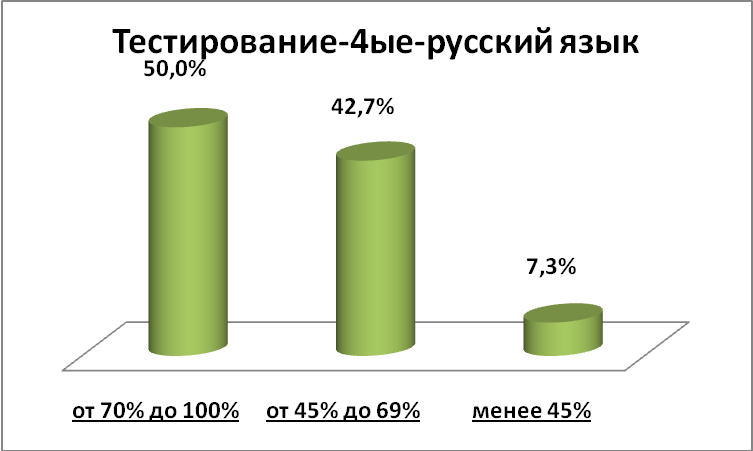 Тестирование-4ые-русский язык
50,0%
42,7%
7,3%
от 70% до 100%
от 45% до 69%
менее 45%